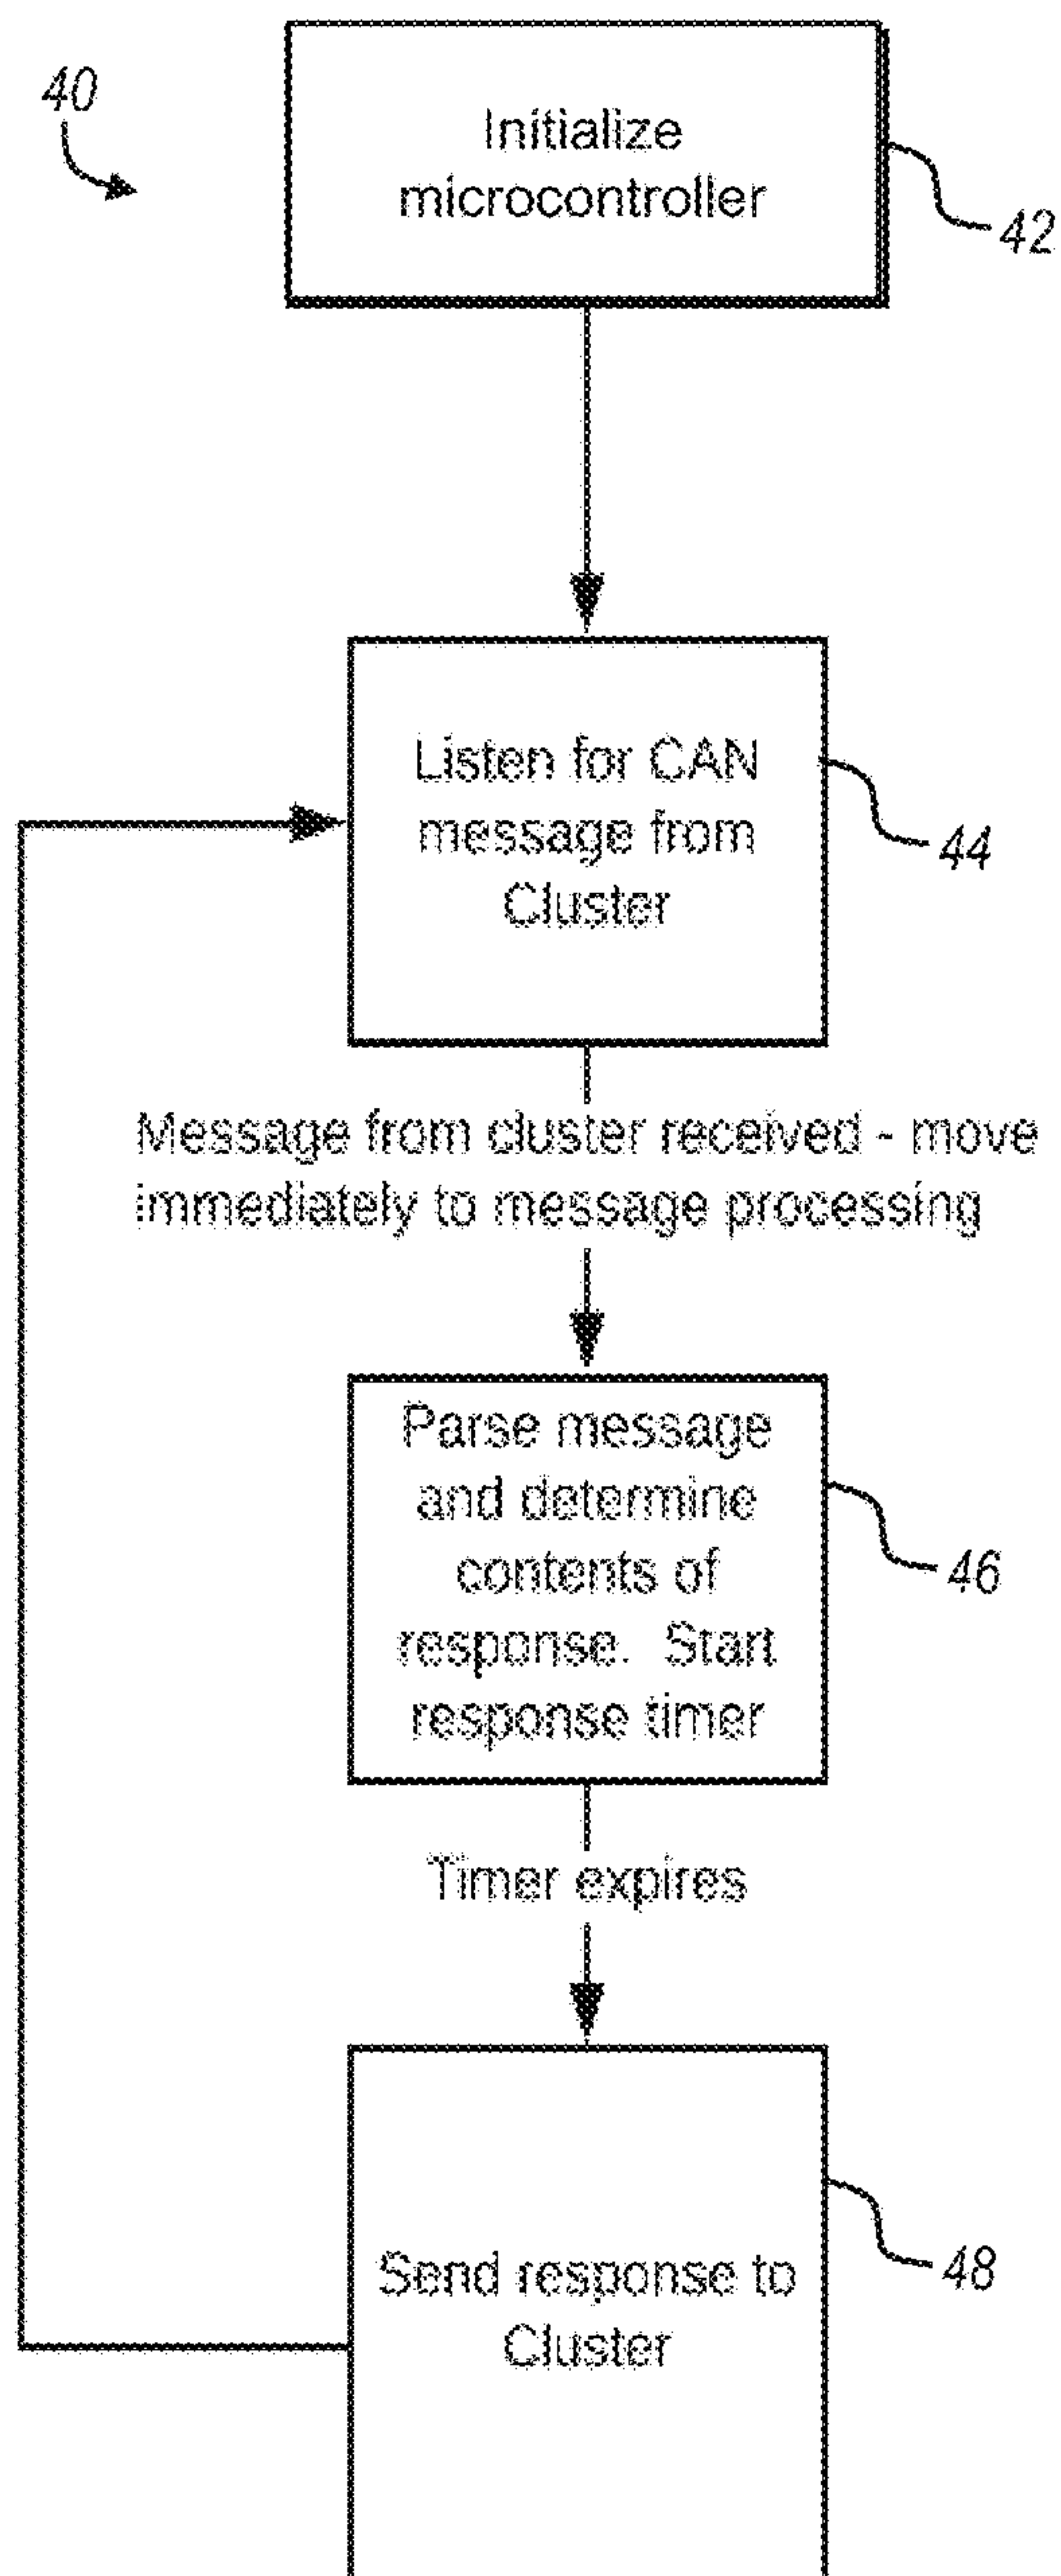 40
Initialize
microcontroller
42
Listen for CAN
message from
Cluster
44
Message from cluster received - move
immediately to message processing
Parse message
and determine
contents of
response. Start
response timer
46
Timer expires
Send response to
Cluster
48